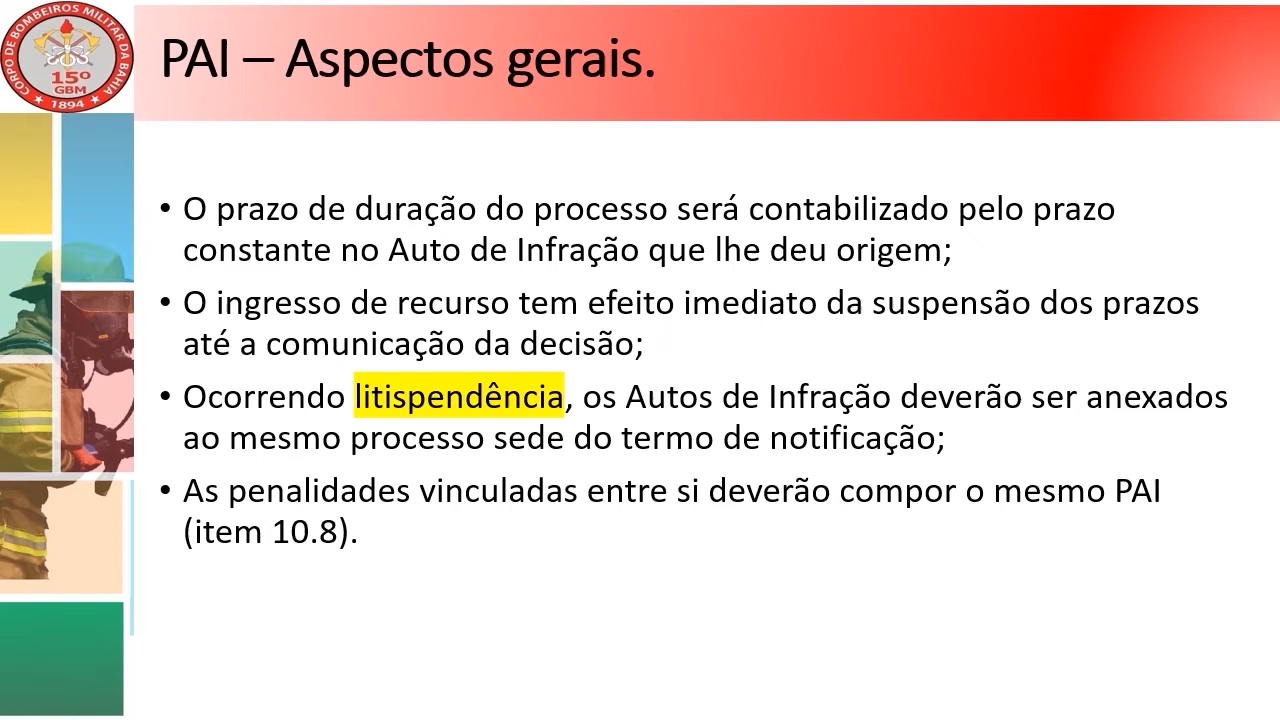 CORPO DE BOMBEIROS MILITAR DA BAHIA
15º
GBM
1894
PAI – Aspectos gerais.
• O prazo de duração do processo será contabilizado pelo prazo
constante no Auto de Infração que lhe deu origem;
• O ingresso de recurso tem efeito imediato da suspensão dos prazos
até a comunicação da decisão;
• Ocorrendo litispendência, os Autos de Infração deverão ser anexados
ao mesmo processo sede do termo de notificação;
• As penalidades vinculadas entre si deverão compor o mesmo PAI
(item 10.8).